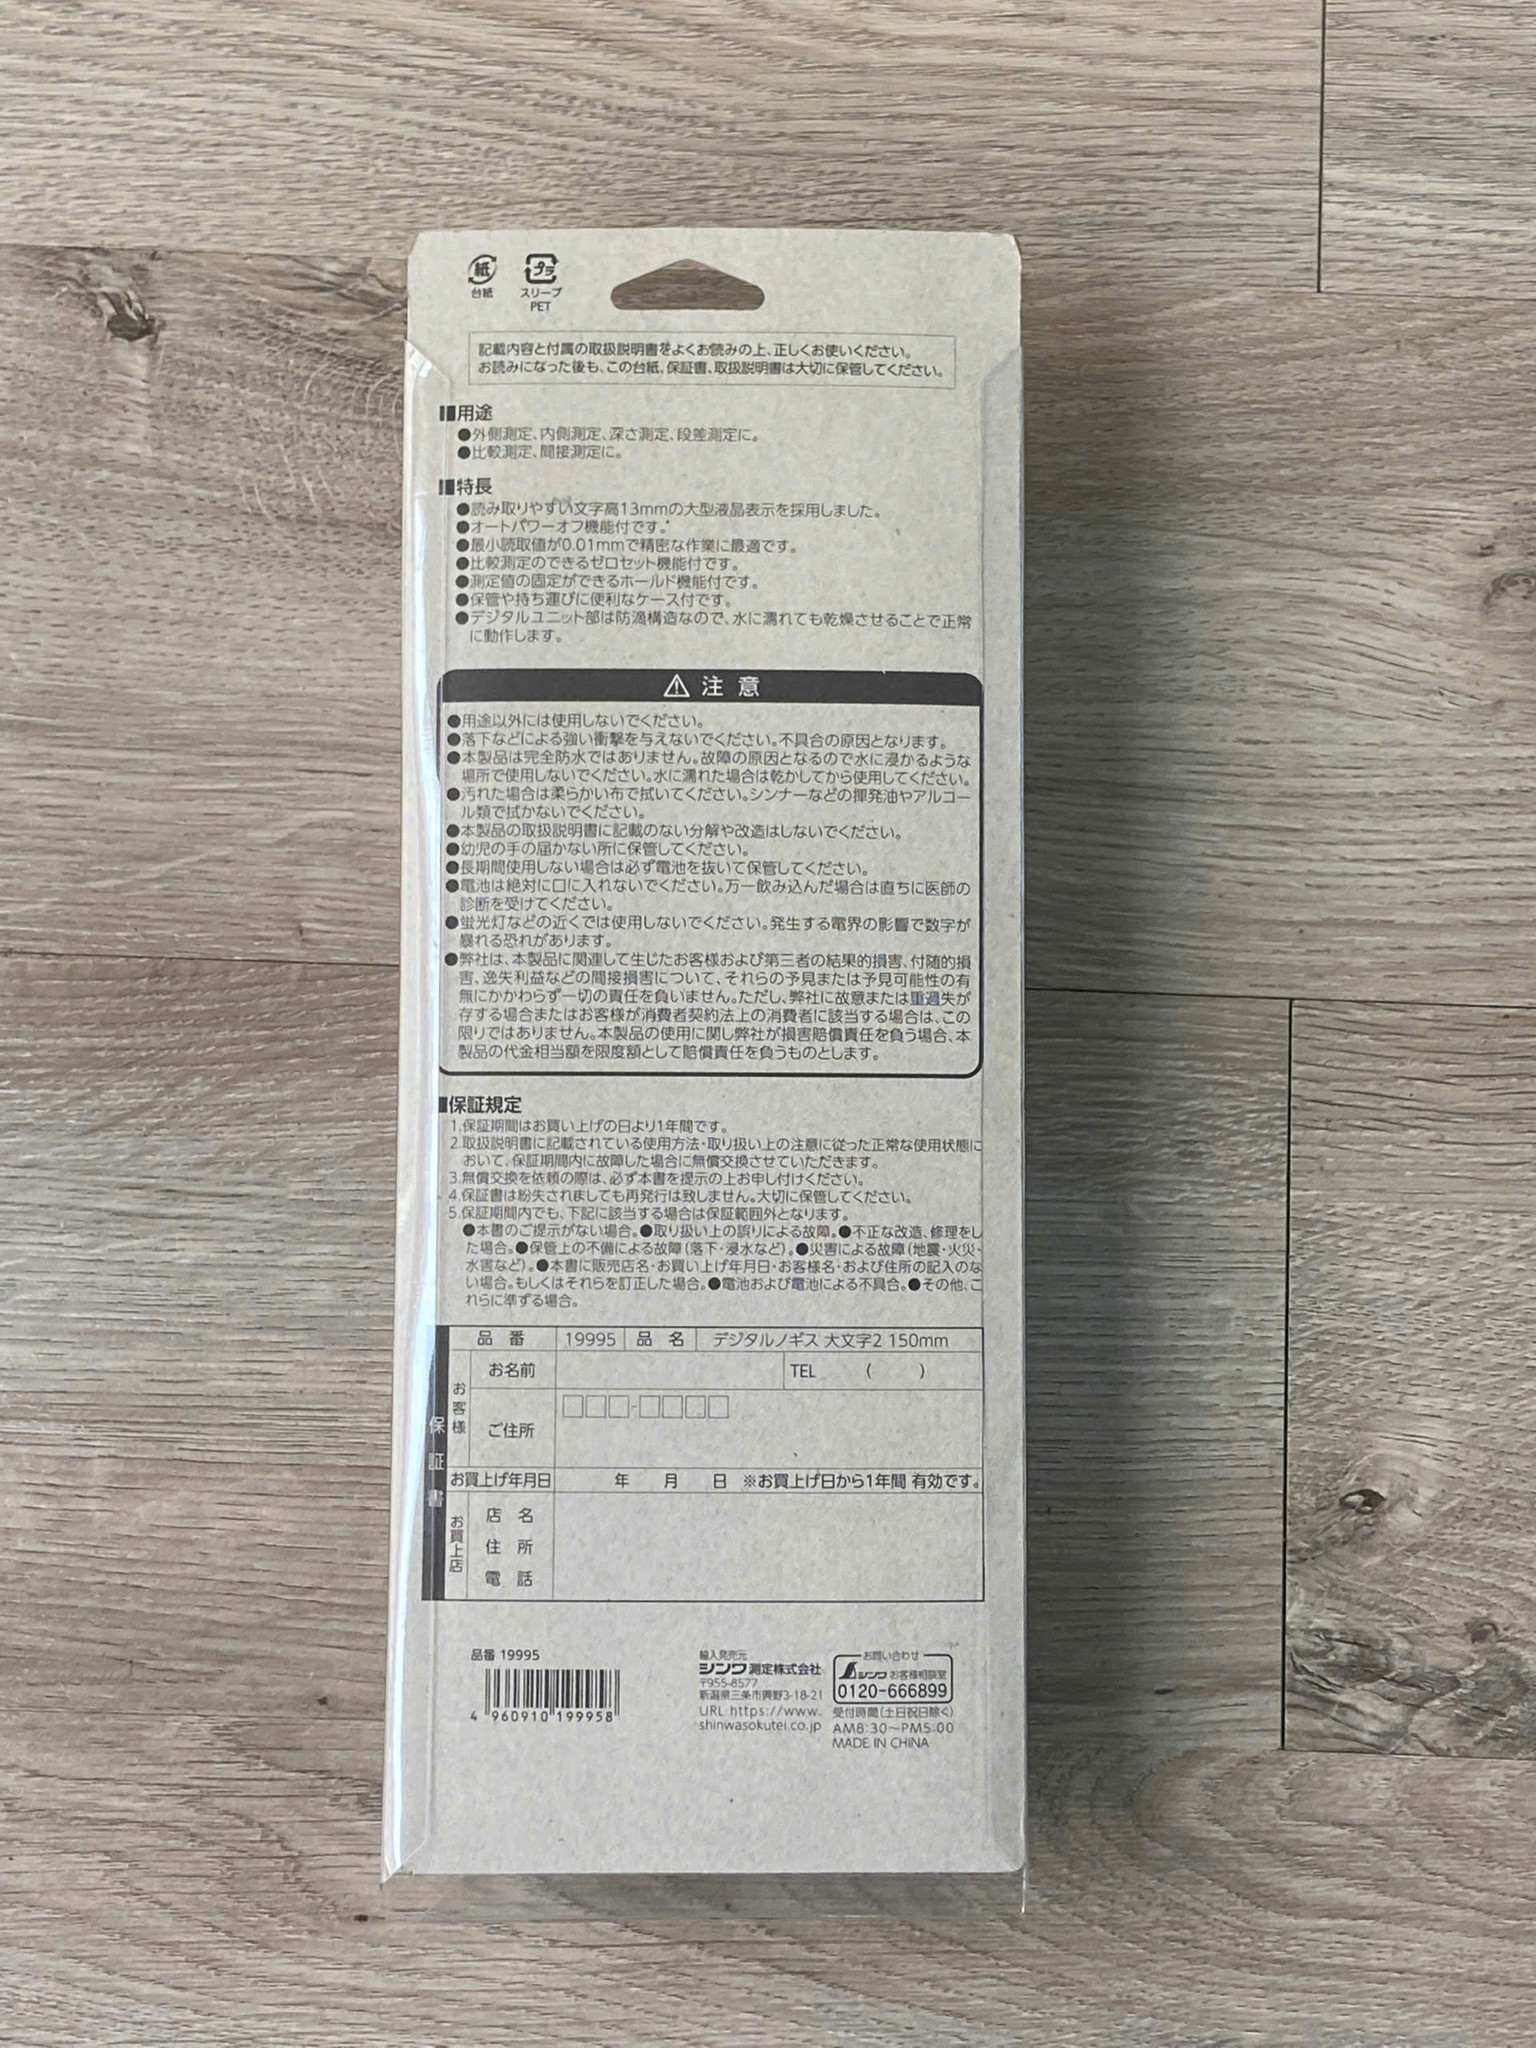 紙
台紙
プラ
スリーブ
PET
記載内容と付属の取扱説明書をよくお読みの上、正しくお使いください。
お読みになった後も、この台紙、保証書、取扱説明書は大切に保管してください。
用途
●外側測定、内側測定、深さ測定、段差測定に。
●比較測定、間接測定に。
特長
●読み取りやすい文字高13mmの大型液晶表示を採用しました。
●オートパワーオフ機能付です。
●最小読取値が0.01mmで精密な作業に最適です。
●比較測定のできるゼロセット機能付です。
●測定値の固定ができるホールド機能付です。
●保管や持ち運びに便利なケース付です。
●デジタルユニット部は防滴構造なので、水に濡れても乾燥させることで正常
に動作します。
注意
●用途以外には使用しないでください。
●落下などによる強い衝撃を与えないでください。不具合の原因となります。
●本製品は完全防水ではありません。故障の原因となるので水に浸かるような
場所で使用しないでください。水に濡れた場合は乾かしてから使用してください。
●汚れた場合は柔らかい布で拭いてください。シンナーなどの揮発油やアルコー
ル類で拭かないでください。
●本製品の取扱説明書に記載のない分解や改造はしないでください。
●幼児の手の届かない所に保管してください。
●長期間使用しない場合は必ず電池を抜いて保管してください。
●電池は絶対に口に入れないでください。万一飲み込んだ場合は直ちに医師の
診断を受けてください。
●蛍光灯などの近くでは使用しないでください。発生する電界の影響で数字が
暴れる恐れがあります。
●弊社は、本製品に関連して生じたお客様および第三者の結果的損害、付随的損
害、逸失利益などの間接損害について、それらの予見または予見可能性の有
無にかかわらず一切の責任を負いません。ただし、弊社に故意または重過失が
存する場合またはお客様が消費者契約法上の消費者に該当する場合は、この
限りではありません。本製品の使用に関し弊社が損害賠償責任を負う場合、本
製品の代金相当額を限度額として賠償責任を負うものとします。
■保証規定
1.保証期間はお買い上げの日より1年間です。
2.取扱説明書に記載されている使用方法・取り扱い上の注意に従った正常な使用状態に
おいて、保証期間内に故障した場合に無償交換させていただきます。
3.無償交換を依頼の際は、必ず本書を提示の上お申し付けください。
4.保証書は紛失されましても再発行は致しません。大切に保管してください。
5.保証期間内でも、下記に該当する場合は保証範囲外となります。
●本書のご提示がない場合。●取り扱い上の誤りによる故障。●不正な改造、修理をし
た場合。●保管上の不備による故障(落下・浸水など)。●災害による故障(地震・火災・
水害など)。●本書に販売店名・お買い上げ年月日・お客様名・および住所の記入のな
い場合。もしくはそれらを訂正した場合。●電池および電池による不具合。●その他、こ
れらに準ずる場合。
保証書
品番 19995 品名 デジタルノギス 大文字2 150mm
お客様
お名前 TEL ( )
ご住所 □□□-□□□□
お買上げ年月日 年 月 日 ※お買上げ日から1年間 有効です。
お買上店
店名
住所
電話
品番 19995
4 960910 199958
輸入発売元
シンワ測定株式会社
〒955-8577
新潟県三条市興野3-18-21
URL https://www.
shinwasokutei.co.jp
お問い合わせ
シンワ お客様相談室
0120-666899
受付時間(土日祝日除く)
AM8:30～PM5:00
MADE IN CHINA